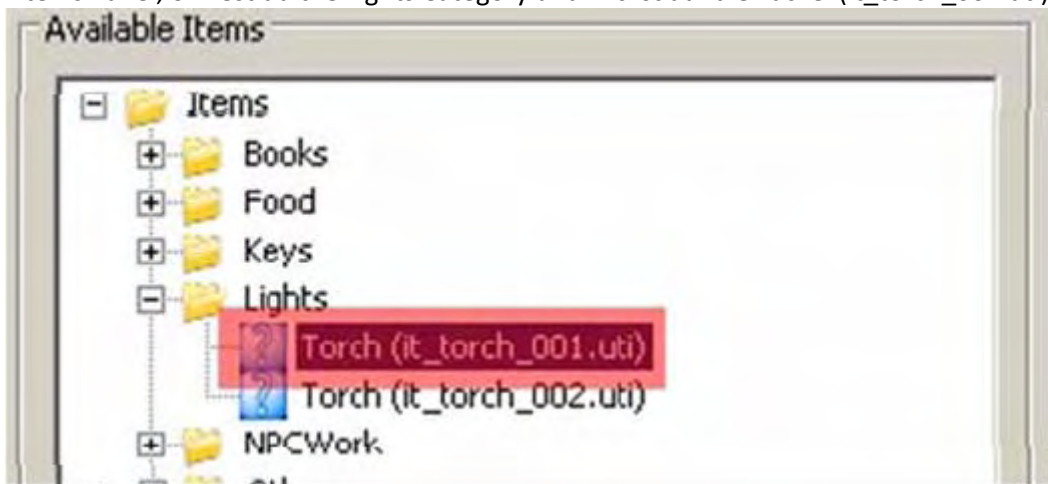 Available Items
Items
Books
Food
Keys
Lights
Torch (it_torch_001.uti)
Torch (it_torch_002.uti)
NPCWork